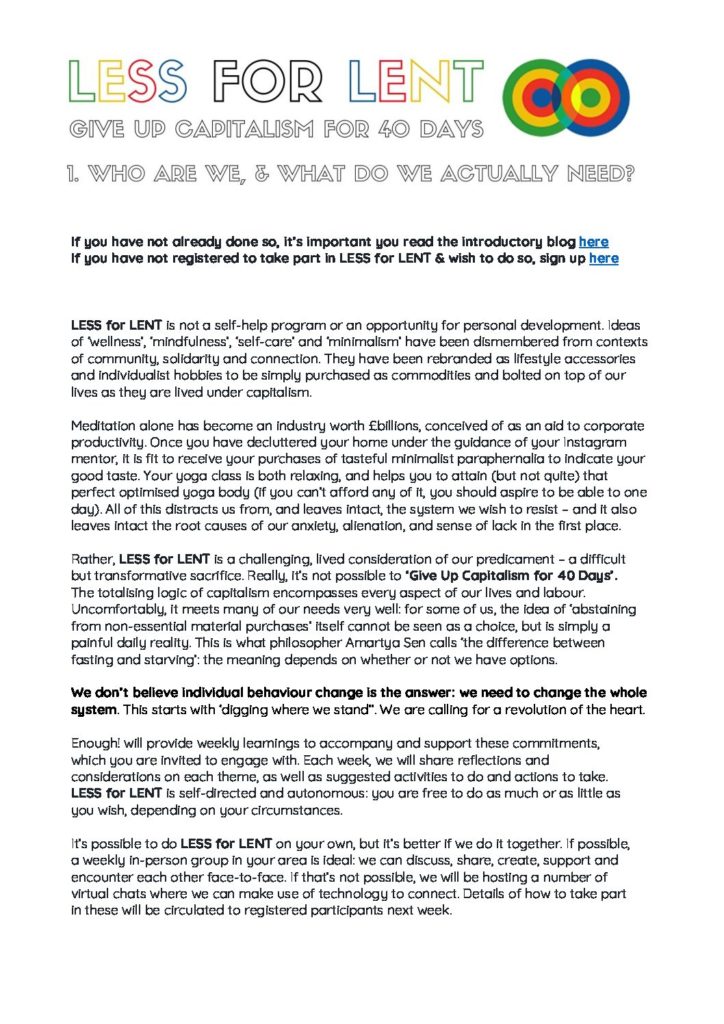 LESS FOR LENT
GIVE UP CAPITALISM FOR 40 DAYS
1. WHO ARE WE, & WHAT DO WE ACTUALLY NEED?
If you have not already done so, it's important you read the introductory blog here
If you have not registered to take part in LESS for LENT & wish to do so, sign up here
LESS for LENT is not a self-help program or an opportunity for personal development. Ideas
of 'wellness', 'mindfulness', 'self-care' and 'minimalism' have been dismembered from contexts
of community, solidarity and connection. They have been rebranded as lifestyle accessories
and individualist hobbies to be simply purchased as commodities and bolted on top of our
lives as they are lived under capitalism.
Meditation alone has become an industry worth £billions, conceived of as an aid to corporate
productivity. Once you have decluttered your home under the guidance of your Instagram
mentor, it is fit to receive your purchases of tasteful minimalist paraphernalia to indicate your
good taste. Your yoga class is both relaxing, and helps you to attain (but not quite) that
perfect optimised yoga body (if you can't afford any of it, you should aspire to be able to one
day). All of this distracts us from, and leaves intact, the system we wish to resist – and it also
leaves intact the root causes of our anxiety, alienation, and sense of lack in the first place.
Rather, LESS for LENT is a challenging, lived consideration of our predicament – a difficult
but transformative sacrifice. Really, it's not possible to 'Give Up Capitalism for 40 Days'.
The totalising logic of capitalism encompasses every aspect of our lives and labour.
Uncomfortably, it meets many of our needs very well: for some of us, the idea of 'abstaining
from non-essential material purchases' itself cannot be seen as a choice, but is simply a
painful daily reality. This is what philosopher Amartya Sen calls 'the difference between
fasting and starving': the meaning depends on whether or not we have options.
We don't believe individual behaviour change is the answer: we need to change the whole
system. This starts with 'digging where we stand". We are calling for a revolution of the heart.
Enough! will provide weekly learnings to accompany and support these commitments,
which you are invited to engage with. Each week, we will share reflections and
considerations on each theme, as well as suggested activities to do and actions to take.
LESS for LENT is self-directed and autonomous: you are free to do as much or as little as
you wish, depending on your circumstances.
It's possible to do LESS for LENT on your own, but it's better if we do it together. If possible,
a weekly in-person group in your area is ideal: we can discuss, share, create, support and
encounter each other face-to-face. If that's not possible, we will be hosting a number of
virtual chats where we can make use of technology to connect. Details of how to take part
in these will be circulated to registered participants next week.